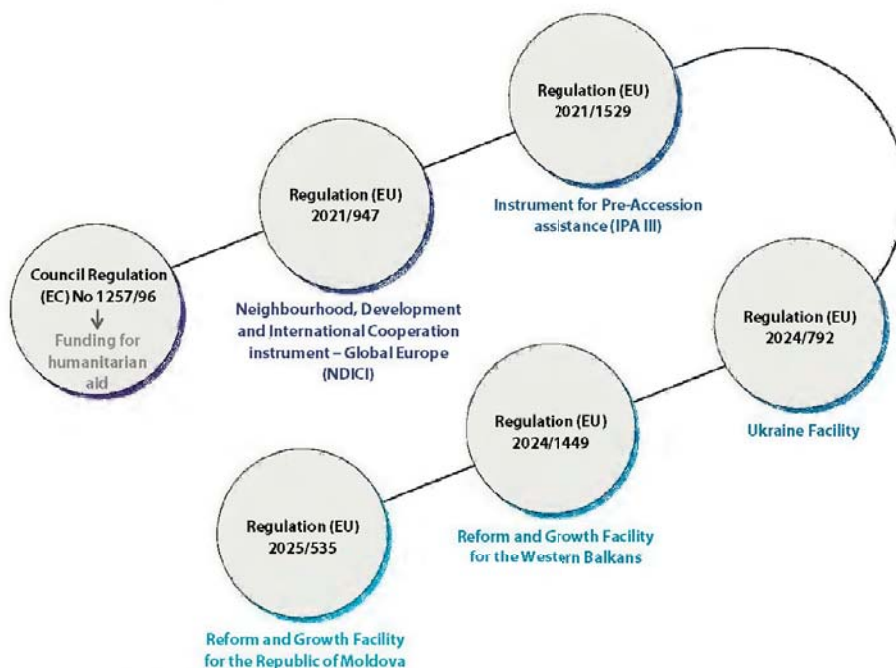 Council Regulation
(EC) No 1257/96
Funding for
humanitarian
aid
Regulation (EU)
2021/947
Neighbourhood, Development
and International Cooperation
instrument – Global Europe
(NDICI)
Regulation (EU)
2021/1529
Instrument for Pre-Accession
assistance (IPA III)
Regulation (EU)
2024/792
Ukraine Facility
Regulation (EU)
2024/1449
Reform and Growth Facility
for the Western Balkans
Regulation (EU)
2025/535
Reform and Growth Facility
for the Republic of Moldova